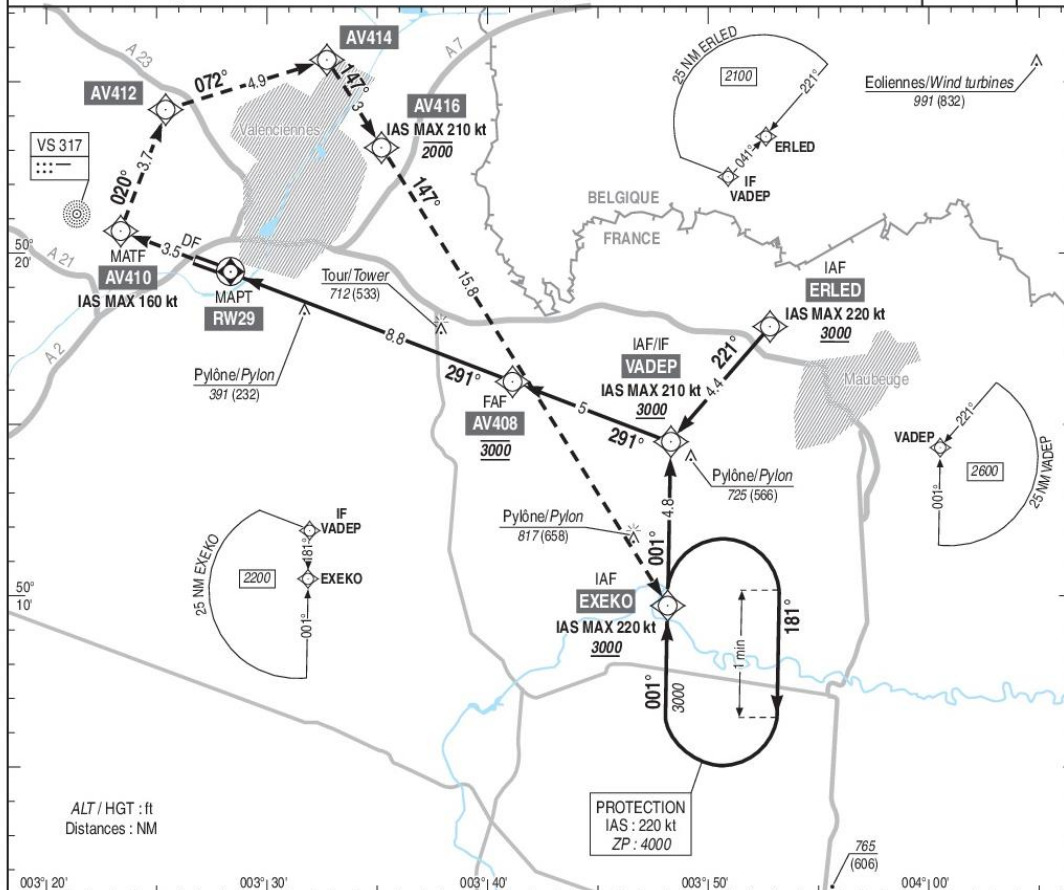 AV414
A 23
A 7
072°
4.9
AV412
147°
3
AV416
IAS MAX 210 kt
2000
Valenciennes
VS 317
020°
3.7
147°
25 NM ERLED
2100
221°
ERLED
041°
IF
VADEP
Eoliennes/Wind turbines
991 (832)
BELGIQUE
FRANCE
50°
20'
A 21
DF
3.5
MATF
AV410
IAS MAX 160 kt
MAPT
RW29
Tour/Tower
712 (533)
15.8
IAF
ERLED
IAS MAX 220 kt
3000
A 2
Pylône/Pylon
391 (232)
8.8
291°
FAF
AV408
3000
IAF/IF
VADEP
IAS MAX 210 kt
3000
221°
4.4
Maubeuge
5
291°
Pylône/Pylon
725 (566)
VADEP
221°
2600
001°
25 NM VADEP
Pylône/Pylon
817 (658)
4.8
001°
25 NM EXEKO
2200
IF
VADEP
181°
EXEKO
001°
50°
10'
IAF
EXEKO
IAS MAX 220 kt
3000
181°
1 min
001°
3000
PROTECTION
IAS : 220 kt
ZP : 4000
ALT / HGT : ft
Distances : NM
765
(606)
003° 20'
003° 30'
003° 40'
003° 50'
004° 00'